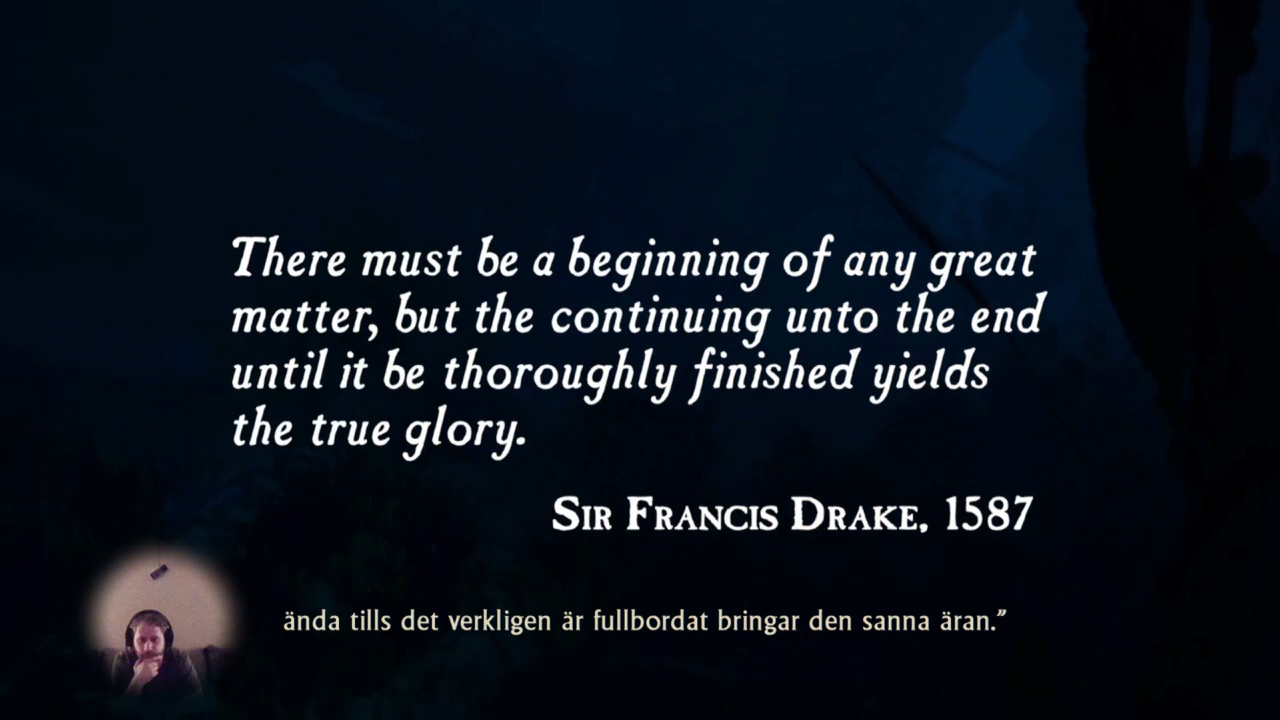 There must be a beginning of any great
matter, but the continuing unto the end
until it be thoroughly finished yields
the true glory.
Sir Francis Drake, 1587
ända tills det verkligen är fullbordat bringar den sanna äran.”